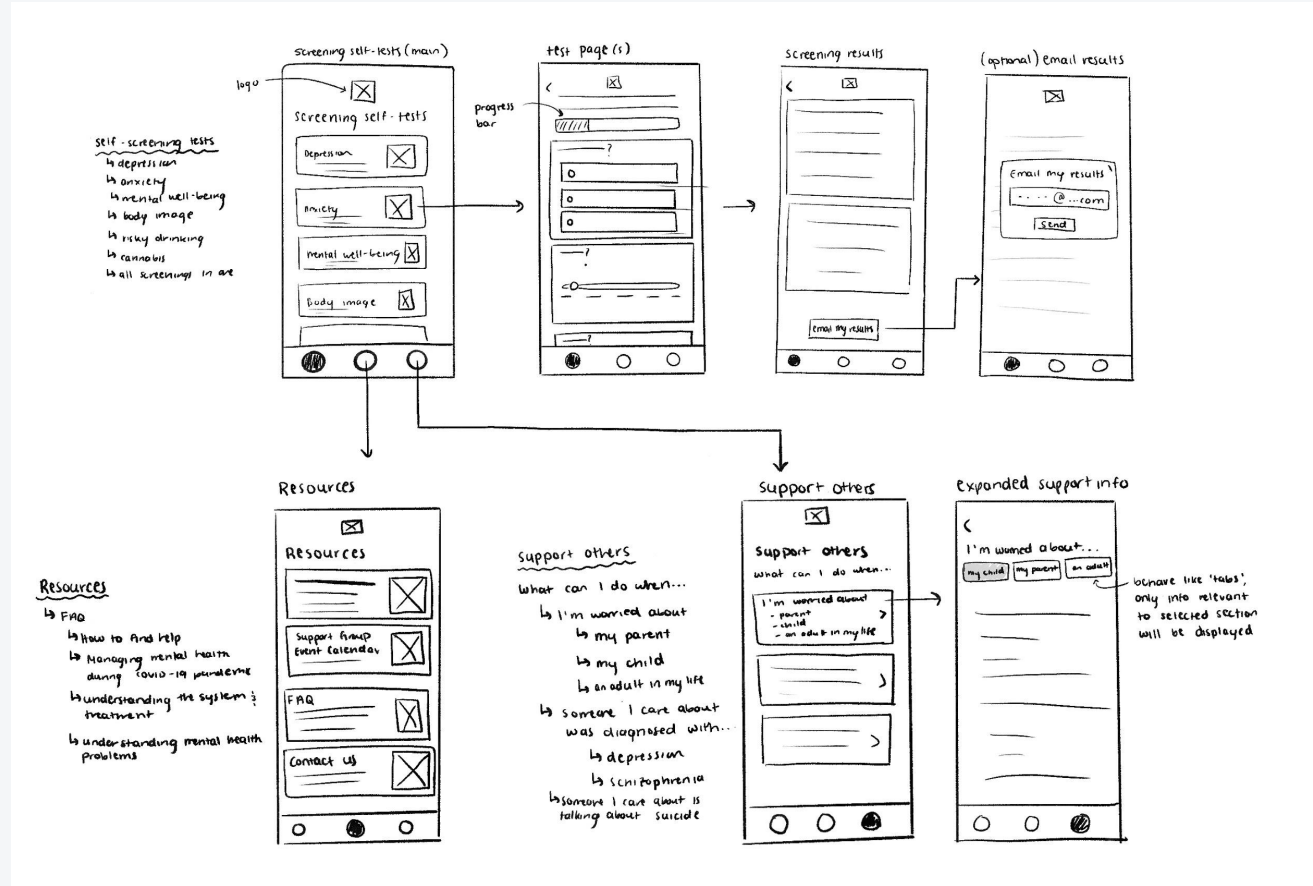 screening self-tests (main)
logo
screening self-tests
Depression
Anxiety
mental well-being
Body image
self-screening tests
depression
anxiety
mental well-being
body image
risky drinking
cannabis
all screenings in one
test page(s)
progress
bar
?
?
?
screening results
email my results
(optional) email results
Email my results
.....@...com
send
Resources
Resources
Support Group
Event Calendar
FAQ
Contact us
Resources
FAQ
How to find help
Managing mental health
during covid-19 pandemic
understanding the system &
treatment
understanding mental health
problems
support others
what can I do when...
I'm worried about
my parent
my child
an adult in my life
someone I care about
was diagnosed with...
depression
schizophrenia
someone I care about is
talking about suicide
support others
support others
what can I do when...
I'm worried about
- parent
- child
- an adult in my life
expanded support info
I'm worried about...
my child
my parent
an adult
behave like 'tabs',
only info relevant
to selected section
will be displayed